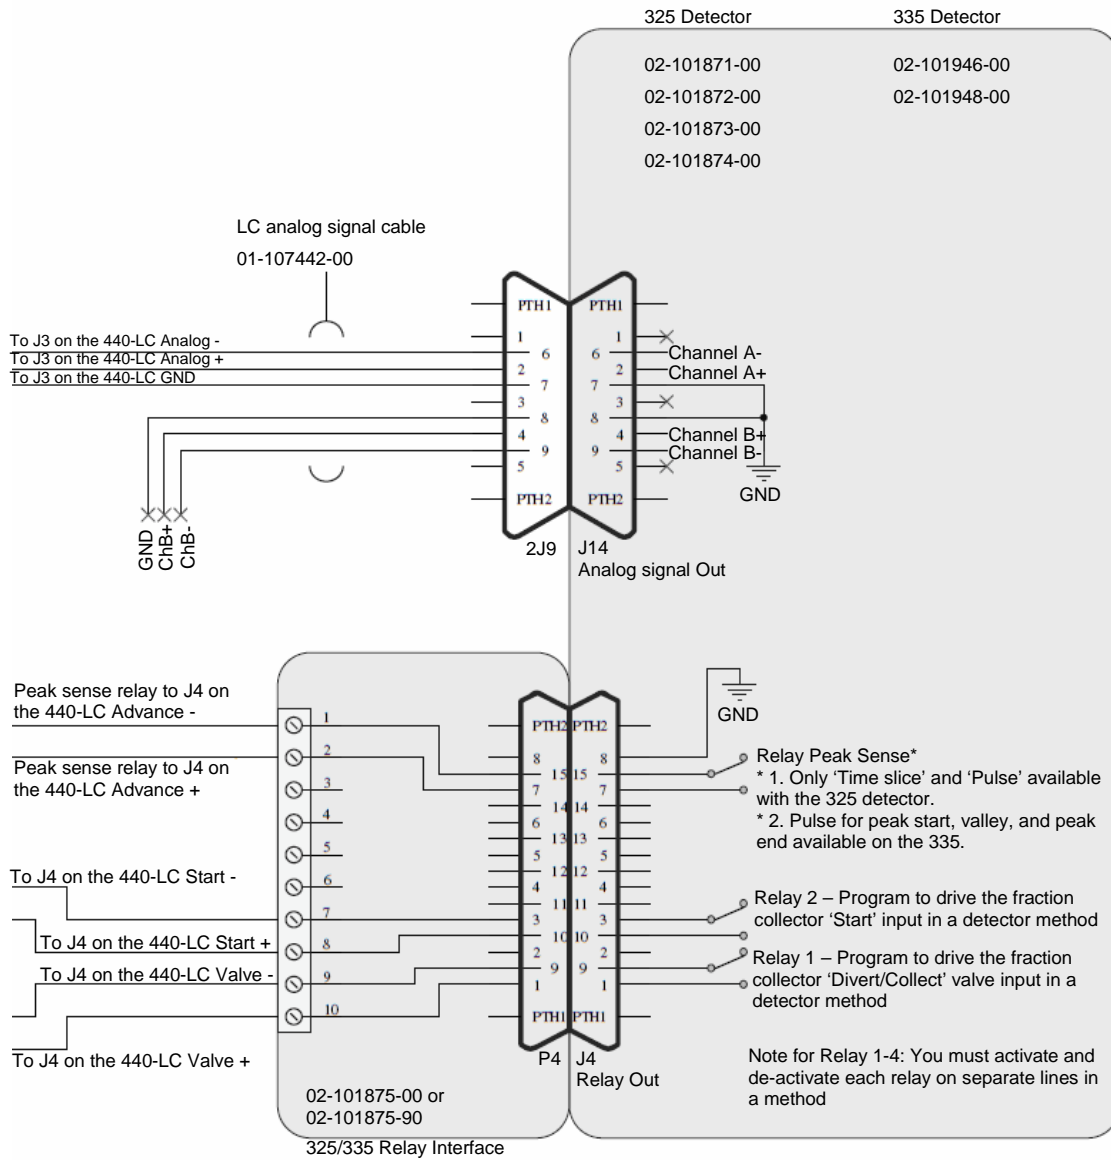 325 Detector
335 Detector
02-101871-00
02-101946-00
02-101872-00
02-101948-00
02-101873-00
02-101874-00
LC analog signal cable
01-107442-00
To J3 on the 440-LC Analog -
To J3 on the 440-LC Analog +
To J3 on the 440-LC GND
PTH1
1
6
2
7
3
8
4
9
5
PTH2
PTH1
1
6
2
7
3
8
4
9
5
PTH2
Channel A-
Channel A+
Channel B+
Channel B-
GND
GND
ChB+
ChB-
2J9
J14
Analog signal Out
Peak sense relay to J4 on
the 440-LC Advance -
Peak sense relay to J4 on
the 440-LC Advance +
To J4 on the 440-LC Start -
To J4 on the 440-LC Start +
To J4 on the 440-LC Valve -
To J4 on the 440-LC Valve +
1
2
3
4
5
6
7
8
9
10
PTH2
8
15
7
14
6
13
5
12
4
11
3
10
2
9
1
PTH1
PTH2
8
15
7
14
6
13
5
12
4
11
3
10
2
9
1
PTH1
P4
J4
Relay Out
GND
Relay Peak Sense*
* 1. Only ‘Time slice’ and ‘Pulse’ available
with the 325 detector.
* 2. Pulse for peak start, valley, and peak
end available on the 335.
Relay 2 – Program to drive the fraction
collector ‘Start’ input in a detector method
Relay 1 – Program to drive the fraction
collector ‘Divert/Collect’ valve input in a
detector method
Note for Relay 1-4: You must activate and
de-activate each relay on separate lines in
a method
02-101875-00 or
02-101875-90
325/335 Relay Interface